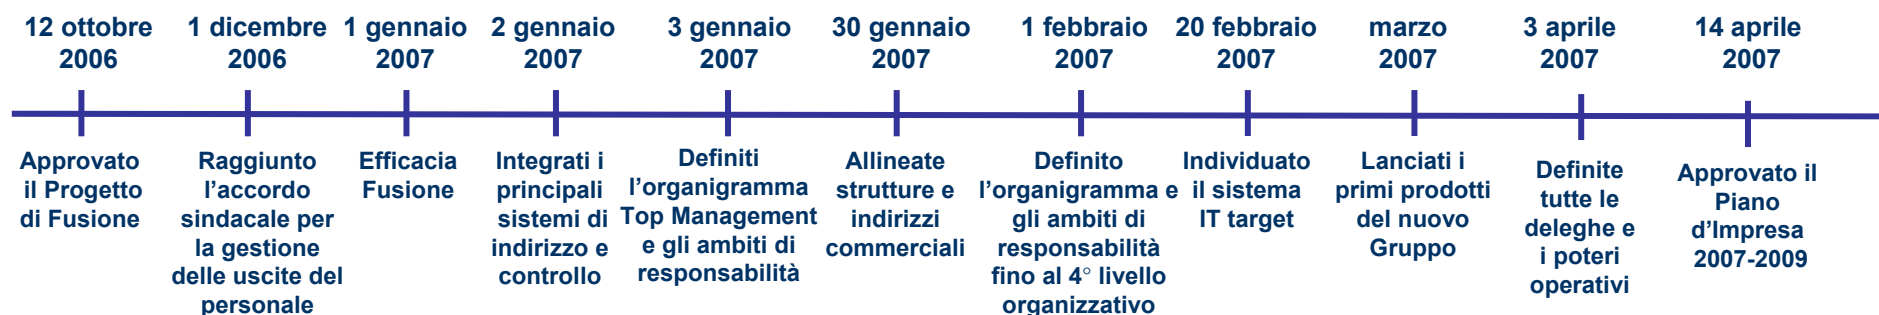 12 ottobre
2006
1 dicembre
2006
1 gennaio
2007
2 gennaio
2007
3 gennaio
2007
30 gennaio
2007
1 febbraio
2007
20 febbraio
2007
marzo
2007
3 aprile
2007
14 aprile
2007
Approvato
il Progetto
di Fusione
Raggiunto
l'accordo
sindacale per
la gestione
delle uscite del
personale
Efficacia
Fusione
Integrati i
principali
sistemi di
indirizzo e
controllo
Definiti
l'organigramma
Top Management
e gli ambiti di
responsabilità
Allineate
strutture e
indirizzi
commerciali
Definito
l'organigramma e
gli ambiti di
responsabilità
fino al 4° livello
organizzativo
Individuato
il sistema
IT target
Lanciati i
primi prodotti
del nuovo
Gruppo
Definite
tutte le
deleghe e
i poteri
operativi
Approvato il
Piano
d'Impresa
2007-2009